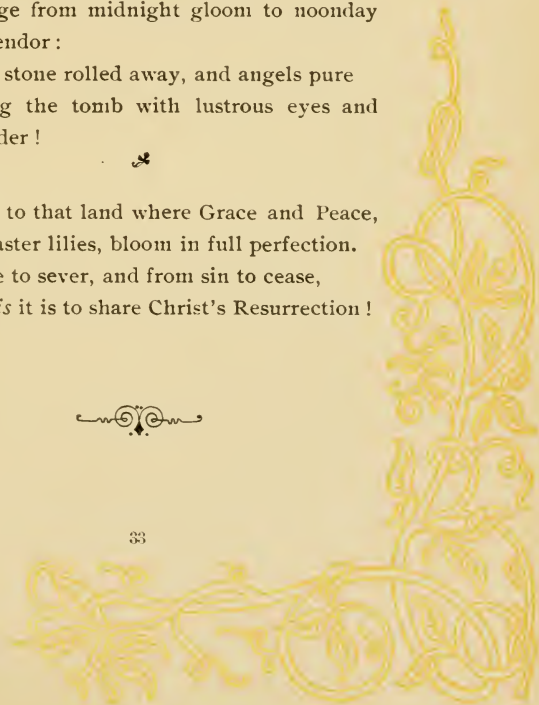 ge from midnight gloom to noonday
endor :
stone rolled away, and angels pure
g the tomb with lustrous eyes and
der !
to that land where Grace and Peace,
aster lilies, bloom in full perfection.
e to sever, and from sin to cease,
is it is to share Christ's Resurrection !
33